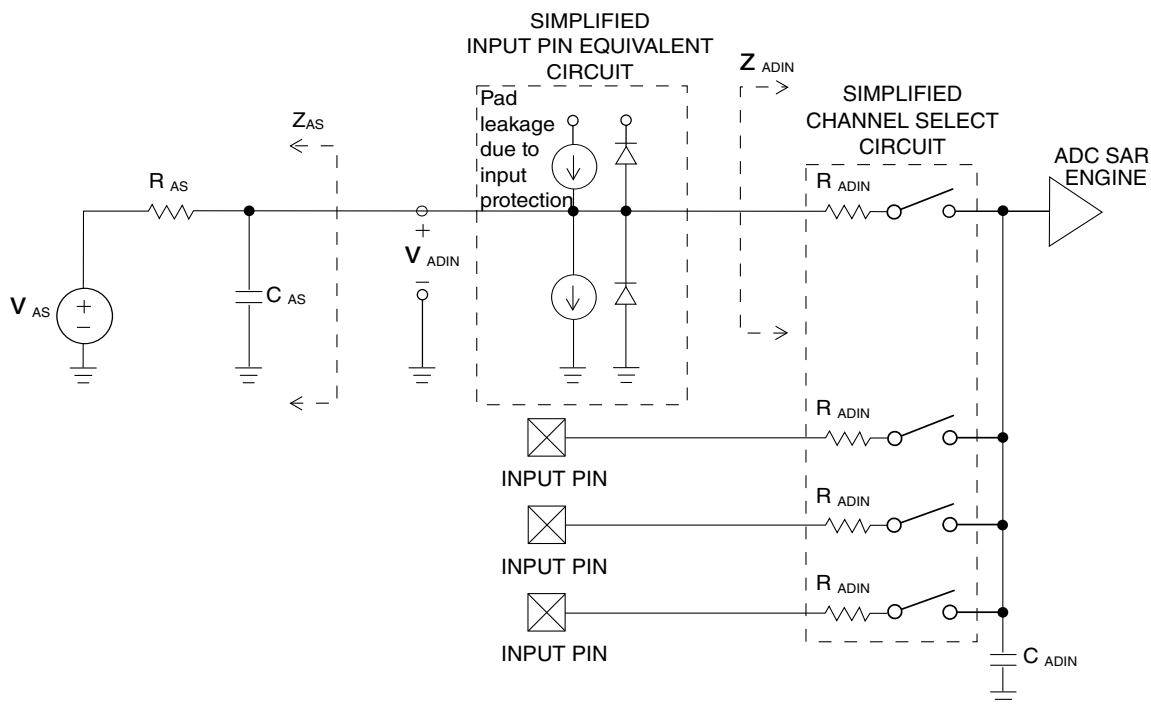 SIMPLIFIED
INPUT PIN EQUIVALENT
CIRCUIT
Pad
leakage
due to
input
protection
Z ADIN
SIMPLIFIED
CHANNEL SELECT
CIRCUIT
ADC SAR
ENGINE
ZAS
R AS
R ADIN
+
V ADIN
–
C AS
V AS
+
–
R ADIN
INPUT PIN
R ADIN
INPUT PIN
R ADIN
INPUT PIN
C ADIN